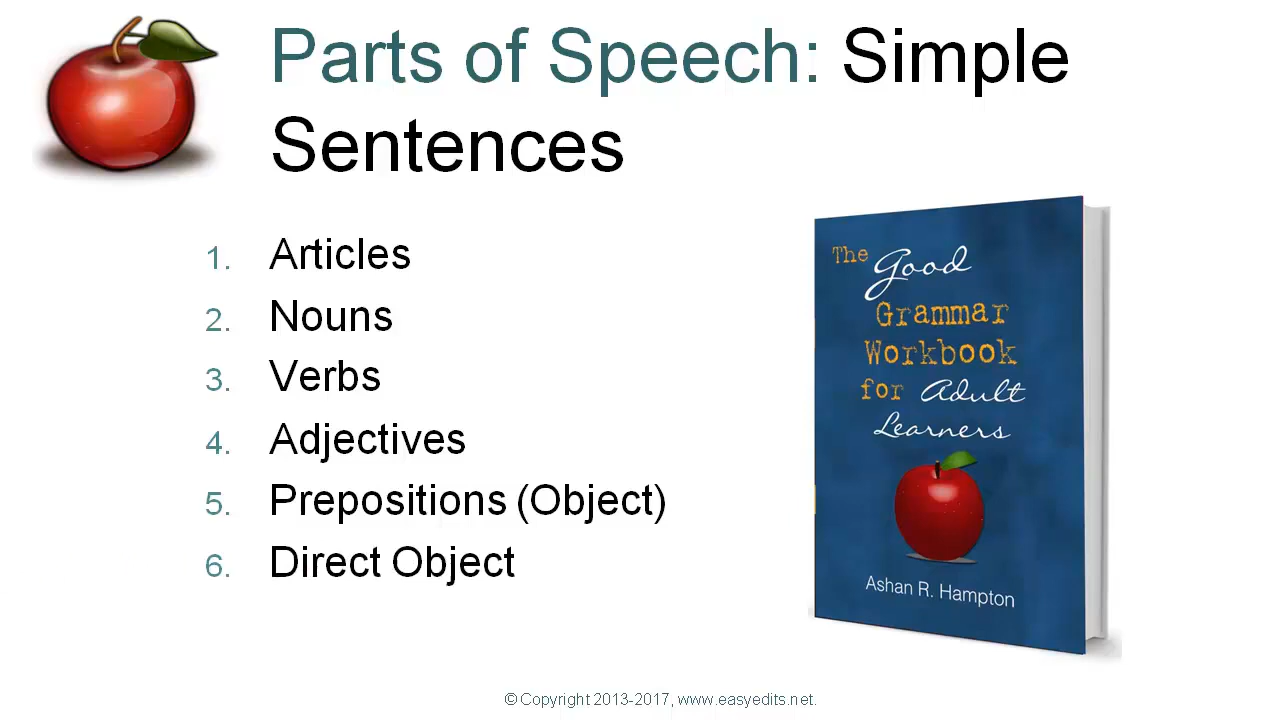 Parts of Speech: Simple
Sentences
1. Articles
2. Nouns
3. Verbs
4. Adjectives
5. Prepositions (Object)
6. Direct Object
The Good
Grammar
Workbook
for Adult
Learners
Ashan R. Hampton
© Copyright 2013-2017, www.easyedits.net.